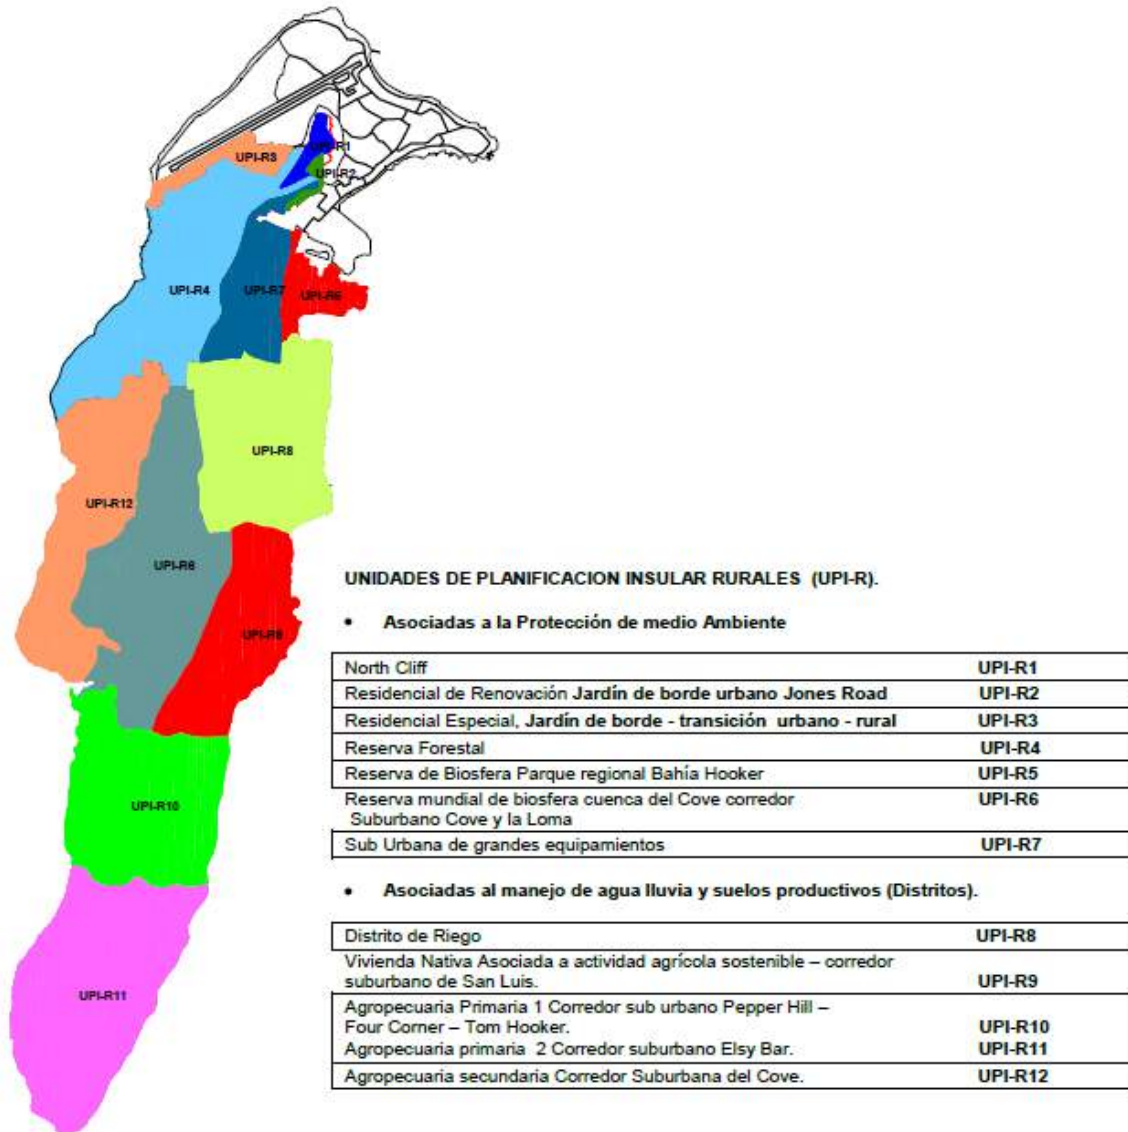 UPI-R1
UPI-R3
UPI-R2
UPI-R4
UPI-R7
UPI-R5
UPI-R8
UPI-R12
UPI-R6
UPI-R9
UPI-R10
UPI-R11
UNIDADES DE PLANIFICACION INSULAR RURALES (UPI-R).
• Asociadas a la Protección de medio Ambiente
North Cliff UPI-R1
Residencial de Renovación Jardín de borde urbano Jones Road UPI-R2
Residencial Especial, Jardín de borde - transición urbano - rural UPI-R3
Reserva Forestal UPI-R4
Reserva de Biosfera Parque regional Bahía Hooker UPI-R5
Reserva mundial de biosfera cuenca del Cove corredor UPI-R6
Suburbano Cove y la Loma
Sub Urbana de grandes equipamientos UPI-R7
• Asociadas al manejo de agua lluvia y suelos productivos (Distritos).
Distrito de Riego UPI-R8
Vivienda Nativa Asociada a actividad agrícola sostenible – corredor
suburbano de San Luis. UPI-R9
Agropecuaria Primaria 1 Corredor sub urbano Pepper Hill –
Four Corner – Tom Hooker. UPI-R10
Agropecuaria primaria 2 Corredor suburbano Elsy Bar. UPI-R11
Agropecuaria secundaria Corredor Suburbana del Cove. UPI-R12